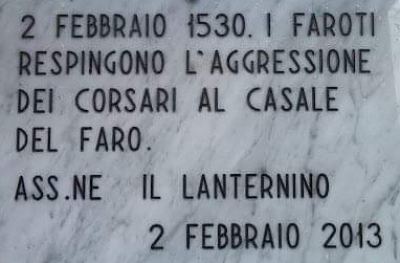 2 FEBBRAIO 1530. I FAROTI
RESPINGONO L'AGGRESSIONE
DEI CORSARI AL CASALE
DEL FARO.
ASS.NE IL LANTERNINO
2 FEBBRAIO 2013